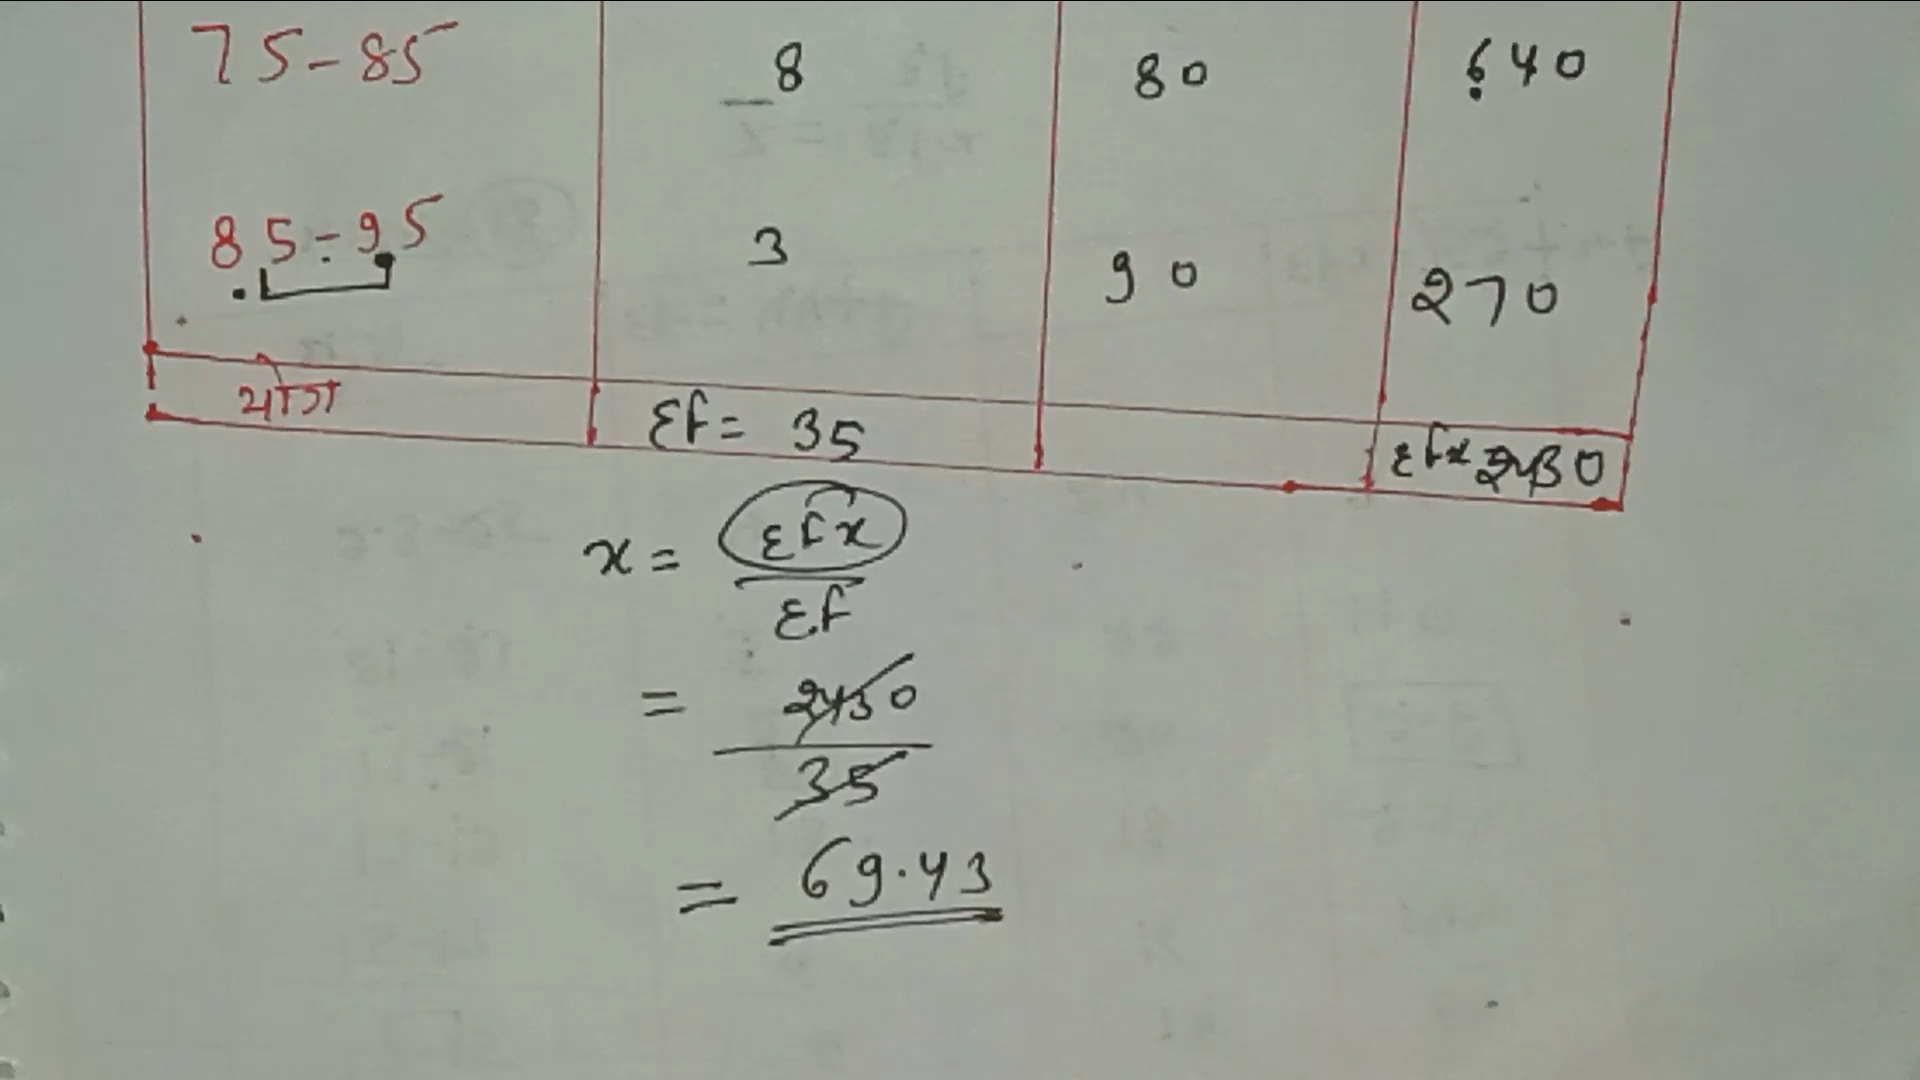 75-85 8 80 640
85-95 3 90 270
યાગ Σf= 35 Σfx 2430
x = Σfx
Σf
= 2430
35
= 69.43